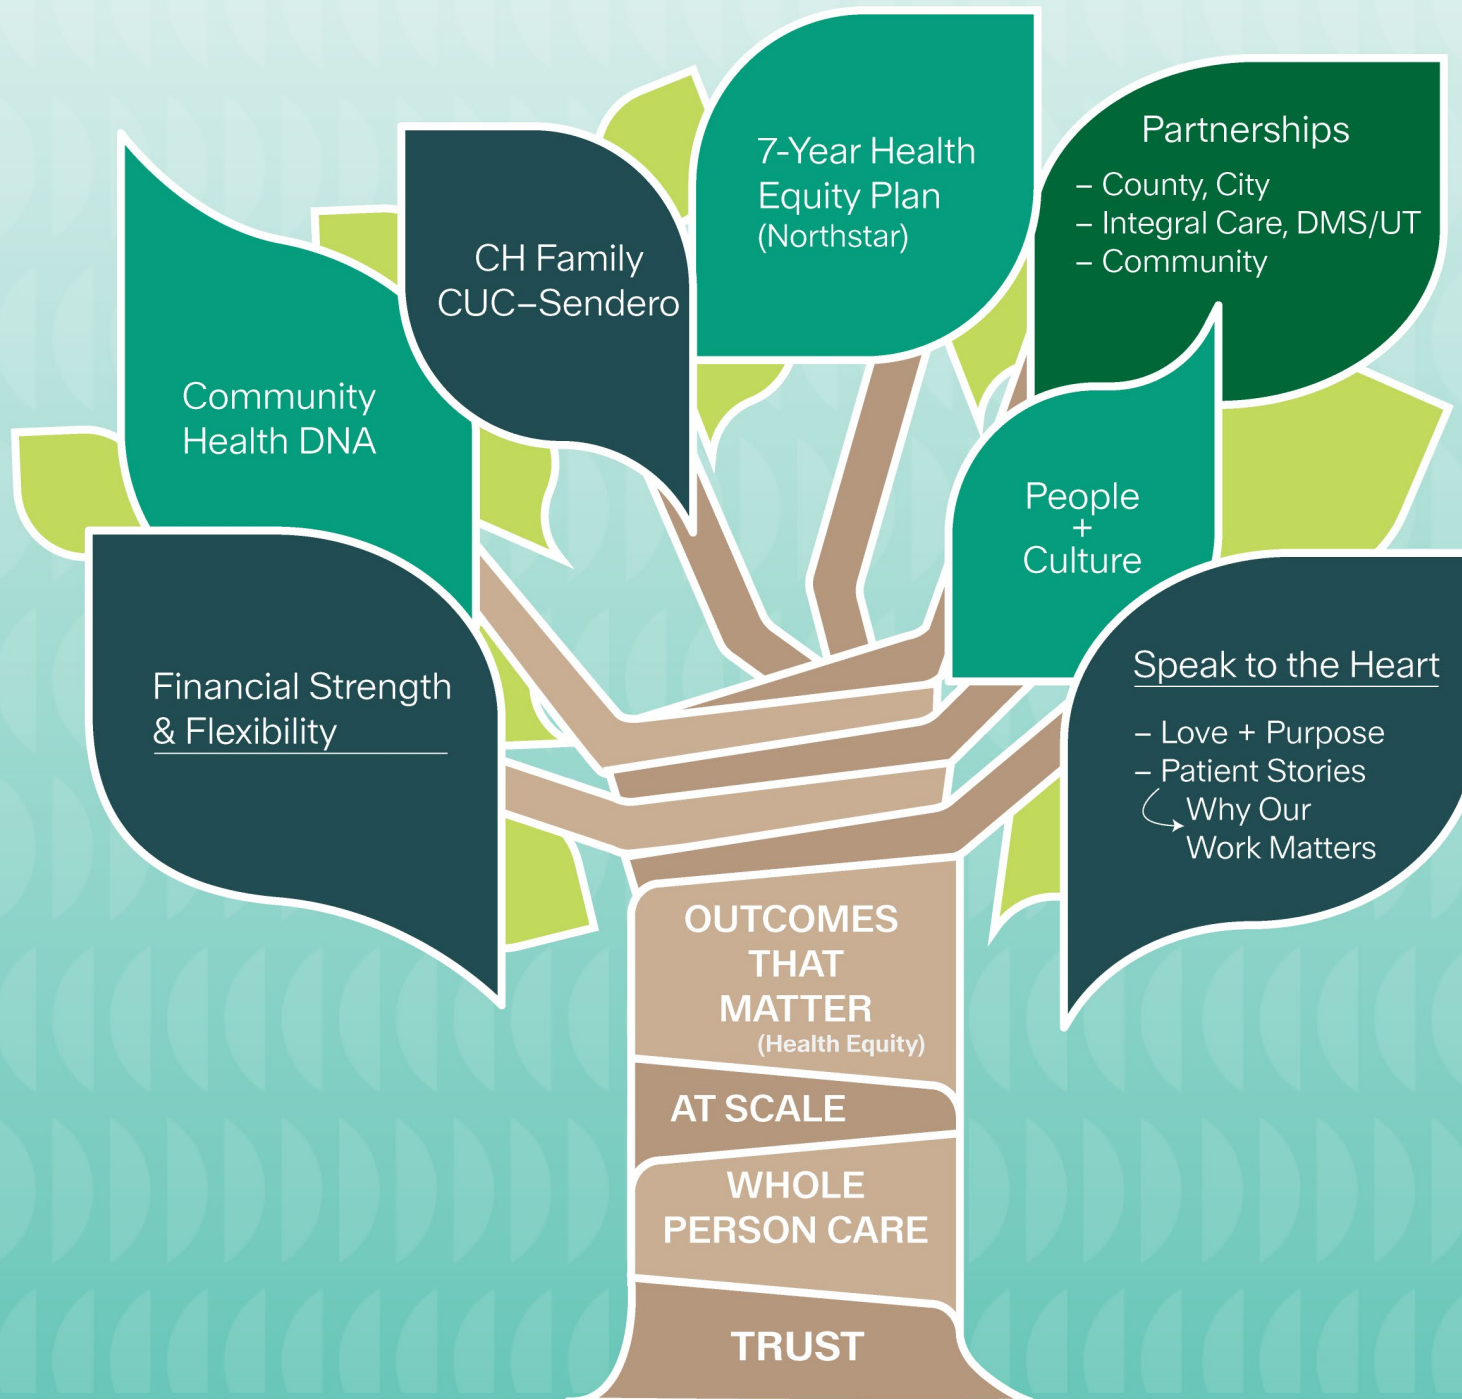 7-Year Health
Equity Plan
(Northstar)
Partnerships
– County, City
– Integral Care, DMS/UT
– Community
CH Family
CUC–Sendero
Community
Health DNA
People
+
Culture
Financial Strength
& Flexibility
Speak to the Heart
– Love + Purpose
– Patient Stories
Why Our
Work Matters
OUTCOMES
THAT
MATTER
(Health Equity)
AT SCALE
WHOLE
PERSON CARE
TRUST